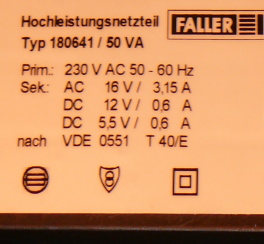 Hochleistungsnetzteil FALLER
Typ 180641 / 50 VA
Prim.: 230 V AC 50 - 60 Hz
Sek.: AC 16 V / 3,15 A
DC 12 V / 0,6 A
DC 5,5 V / 0,6 A
nach VDE 0551 T 40/E